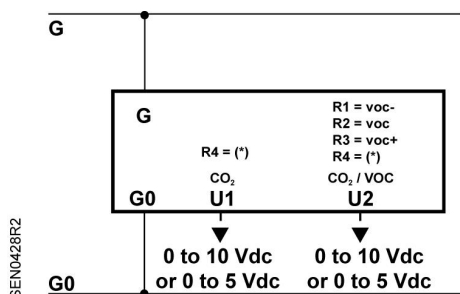 G
G
R1 = voc-
R2 = voc
R3 = voc+
R4 = (*)
R4 = (*)
CO₂
CO₂ / VOC
G0
U1
U2
0 to 10 Vdc
or 0 to 5 Vdc
0 to 10 Vdc
or 0 to 5 Vdc
G0
SEN0428R2